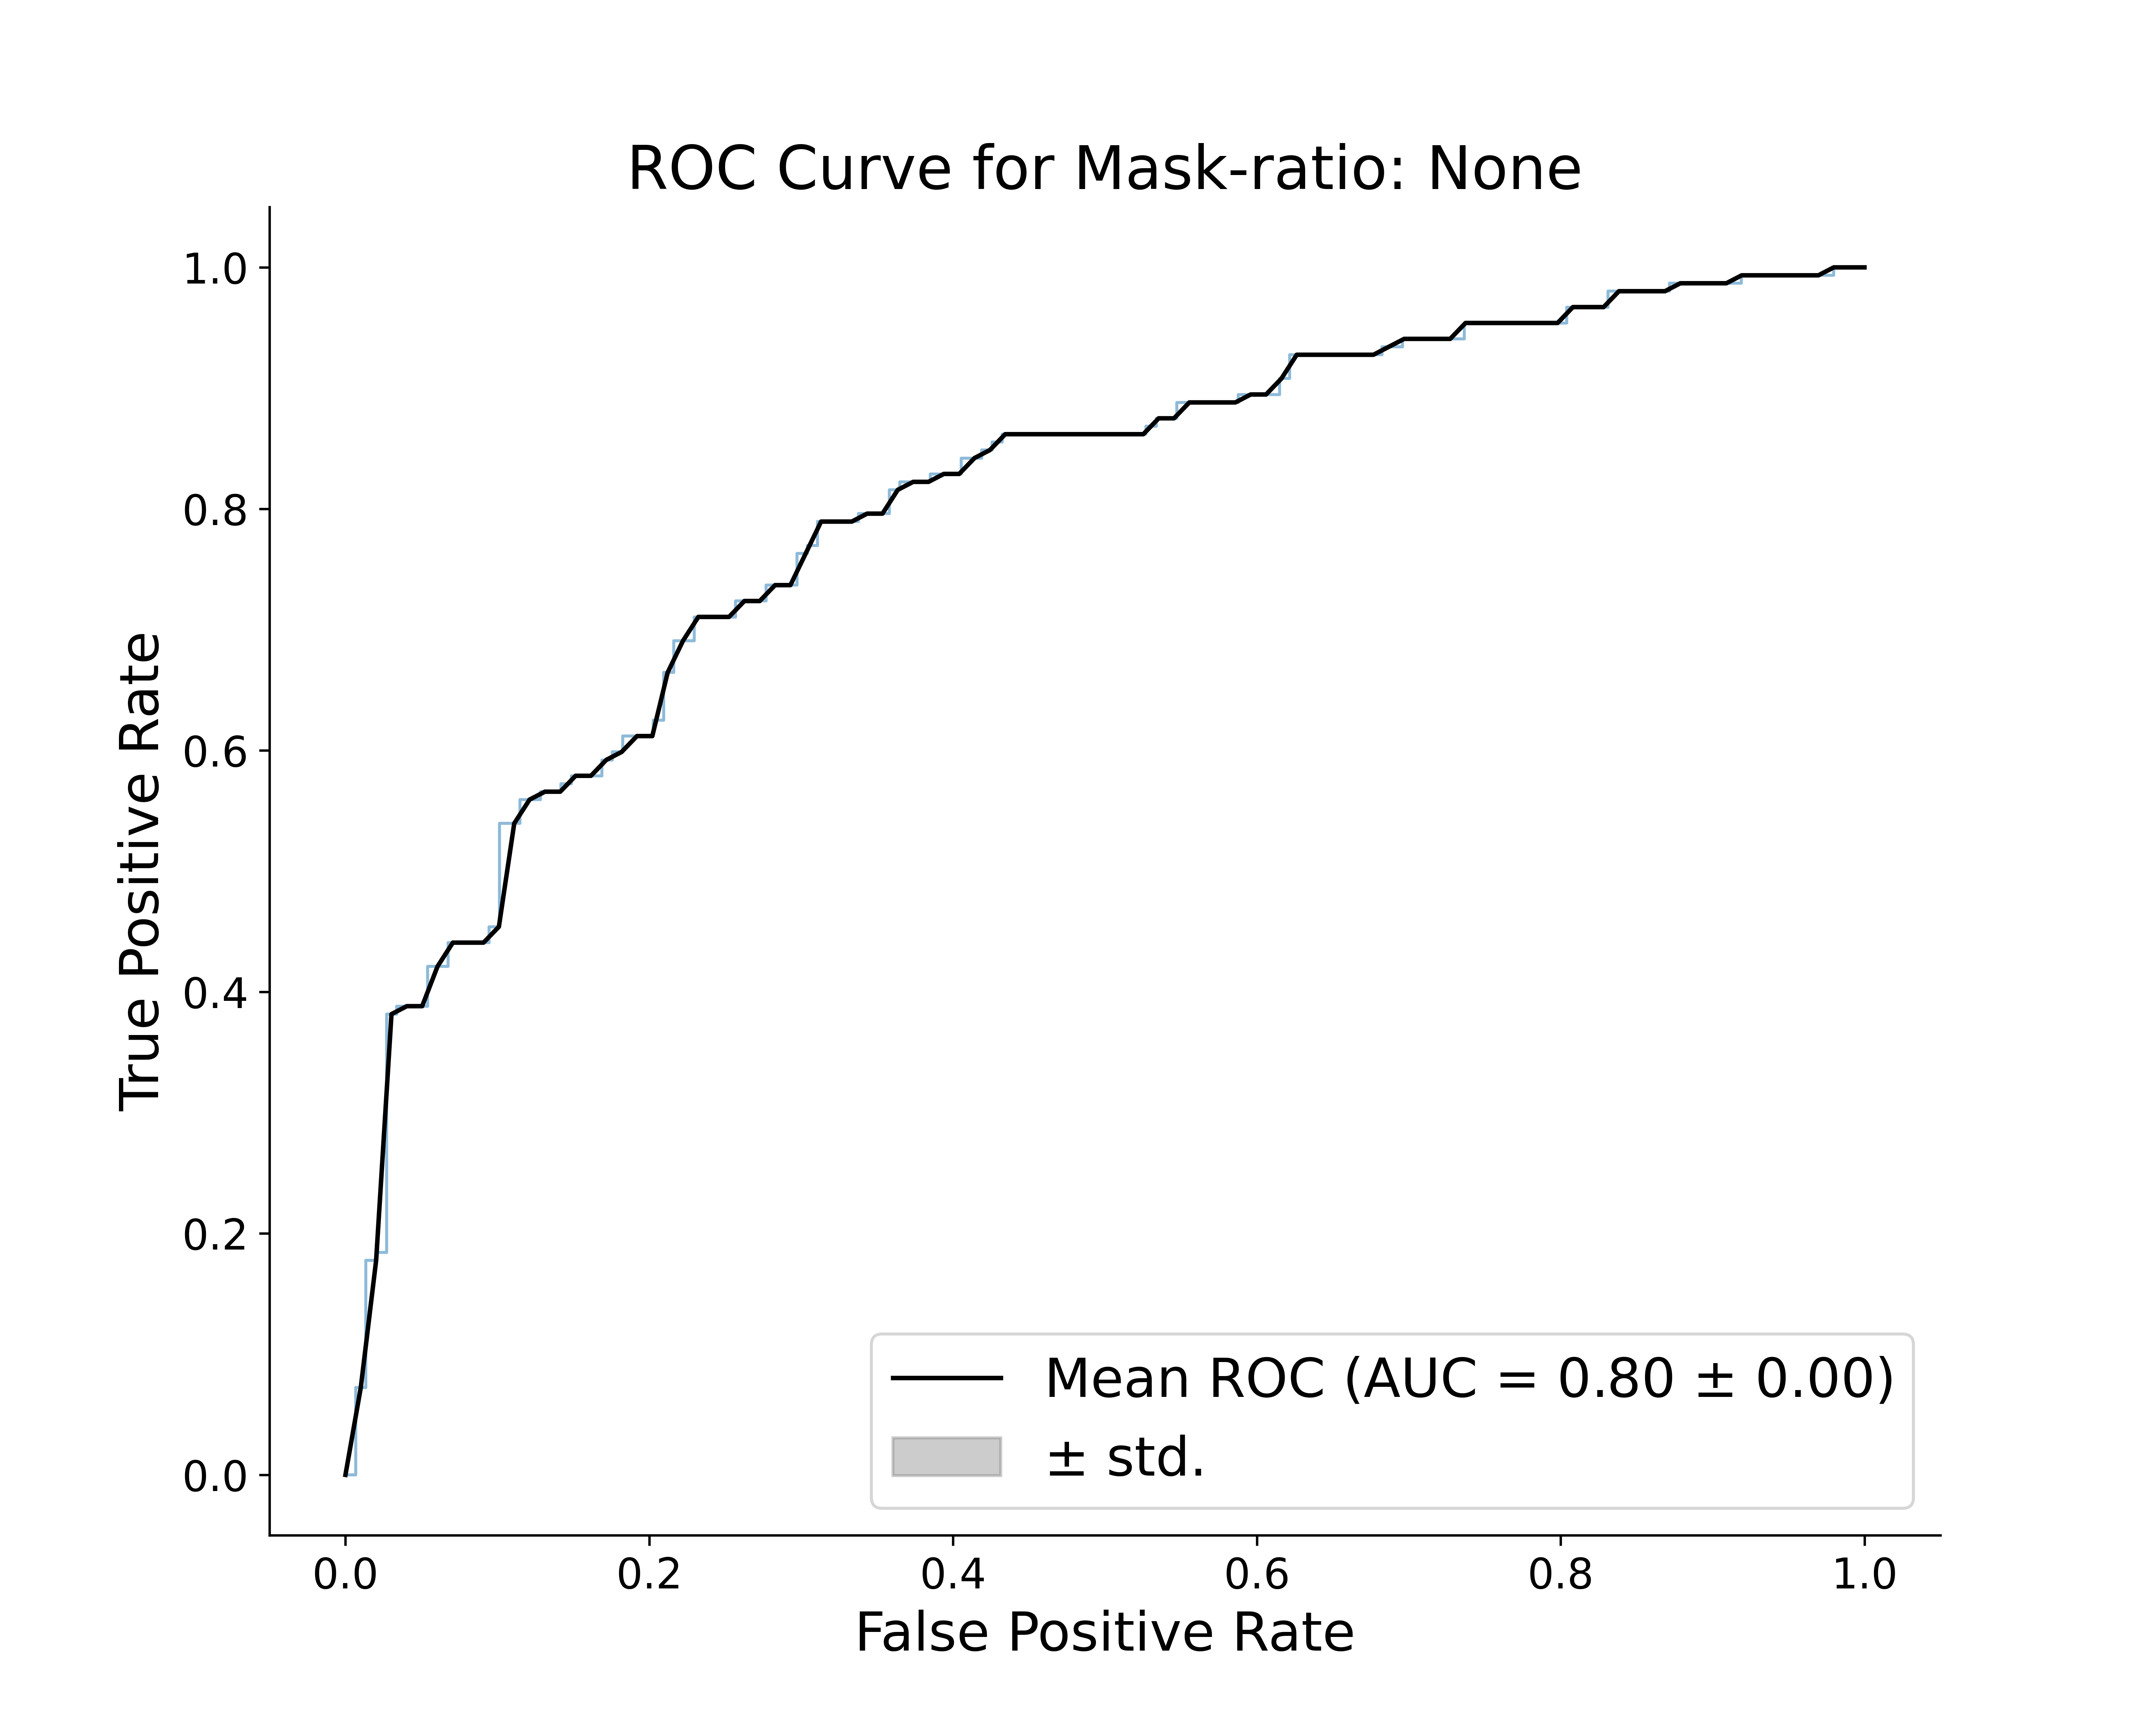 ROC Curve for Mask-ratio: None
True Positive Rate
1.0
0.8
0.6
0.4
0.2
0.0
Mean ROC (AUC = 0.80 ± 0.00)
± std.
0.0 0.2 0.4 0.6 0.8 1.0
False Positive Rate